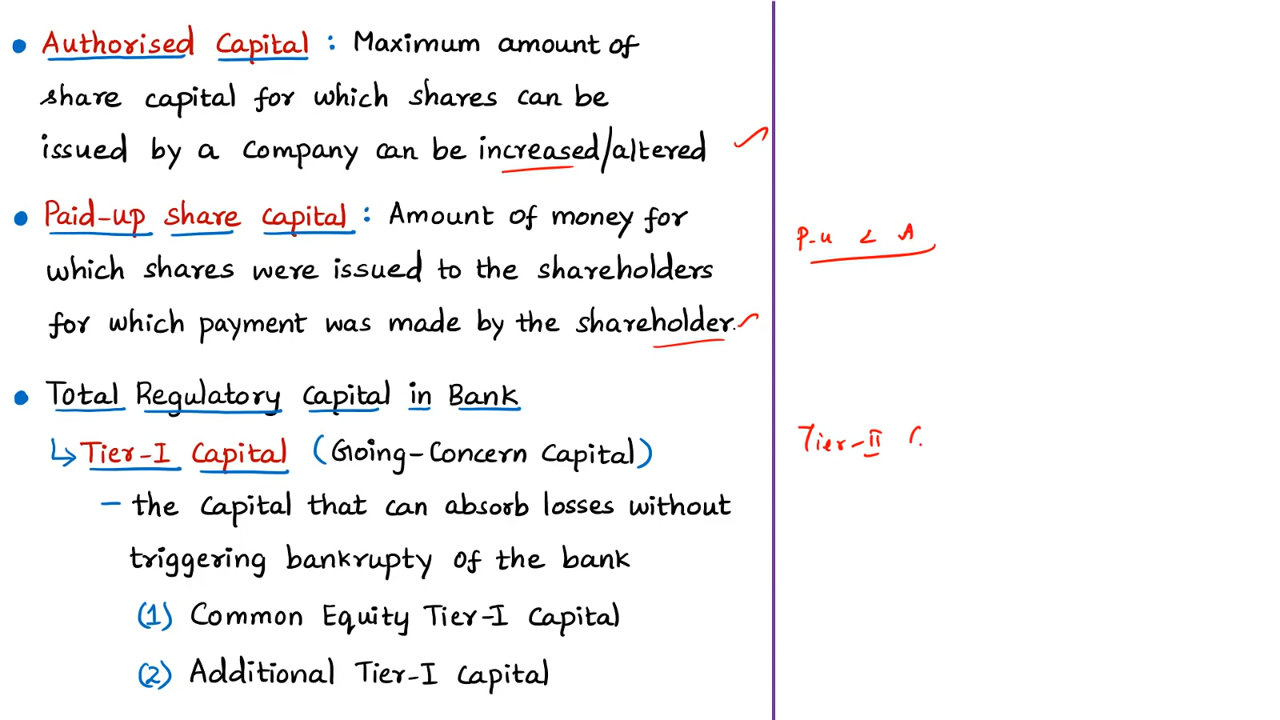 • Authorised Capital : Maximum amount of
share capital for which shares can be
issued by a company can be increased/altered
• Paid-up share capital : Amount of money for
which shares were issued to the shareholders
for which payment was made by the shareholder.
P-u < A
• Total Regulatory Capital in Bank
↳ Tier-I Capital (Going-Concern Capital)
Tier-II (
– the capital that can absorb losses without
triggering bankrupty of the bank
(1) Common Equity Tier-I Capital
(2) Additional Tier-I Capital